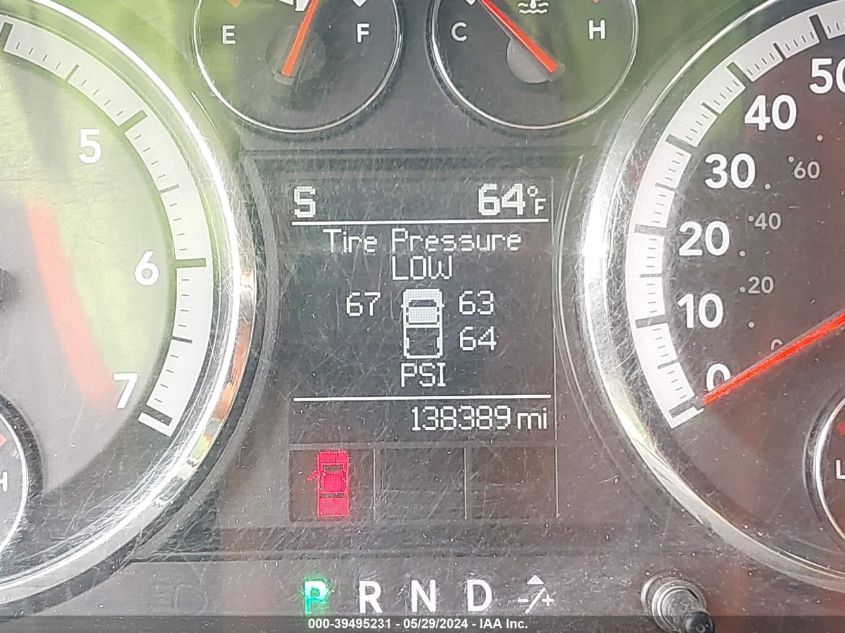 E F
C H
5
6
7
H
S 64°F
Tire Pressure
LOW
67 63
64
PSI
138389 mi
50
40
30
20
10
0
60
40
20
0
L
P R N D -/+
000-39495231 - 05/29/2024 - IAA Inc.